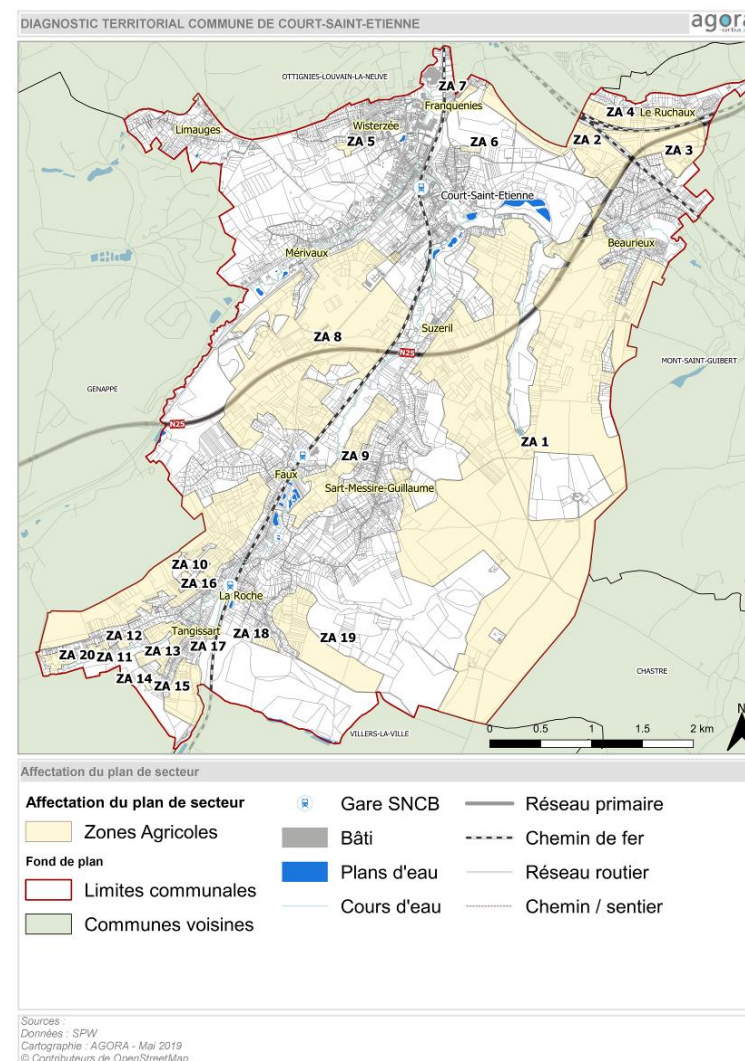 DIAGNOSTIC TERRITORIAL COMMUNE DE COURT-SAINT-ETIENNE
agora
OTTIGNIES-LOUVAIN-LA-NEUVE
ZA 7
Franquenies
Limauges
Wisterzée
ZA 5
ZA 6
ZA 4
Le Ruchaux
ZA 2
ZA 3
Court-Saint-Etienne
Beaurieux
Mérivaux
Suzeril
ZA 8
N25
MONT-SAINT-GUIBERT
GENAPPE
N25
ZA 1
ZA 9
Faux
Sart-Messire-Guillaume
ZA 10
ZA 16
La Roche
ZA 12
Tangissart
ZA 18
ZA 19
ZA 20
ZA 11
ZA 13
ZA 17
ZA 14
ZA 15
CHASTRE
VILLERS-LA-VILLE
N
0 0.5 1 1.5 2 km
Affectation du plan de secteur
Affectation du plan de secteur
Zones Agricoles
Fond de plan
Limites communales
Communes voisines
Gare SNCB
Bâti
Plans d'eau
Cours d'eau
Réseau primaire
Chemin de fer
Réseau routier
Chemin / sentier
Sources :
Données : SPW
Cartographie : AGORA - Mai 2019
© Contributeurs de OpenStreetMap